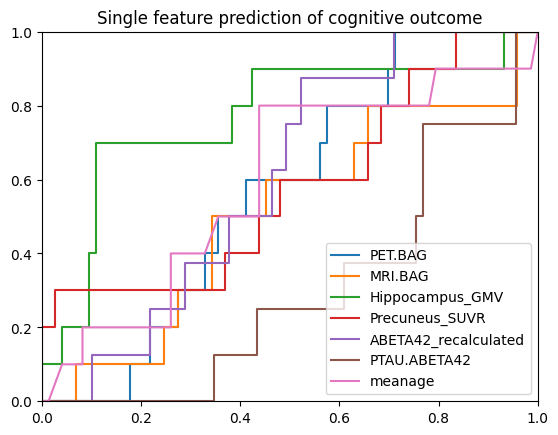 Single feature prediction of cognitive outcome
1.0
0.8
0.6
0.4
0.2
0.0
PET.BAG
MRI.BAG
Hippocampus_GMV
Precuneus_SUVR
ABETA42_recalculated
PTAU.ABETA42
meanage
0.0 0.2 0.4 0.6 0.8 1.0